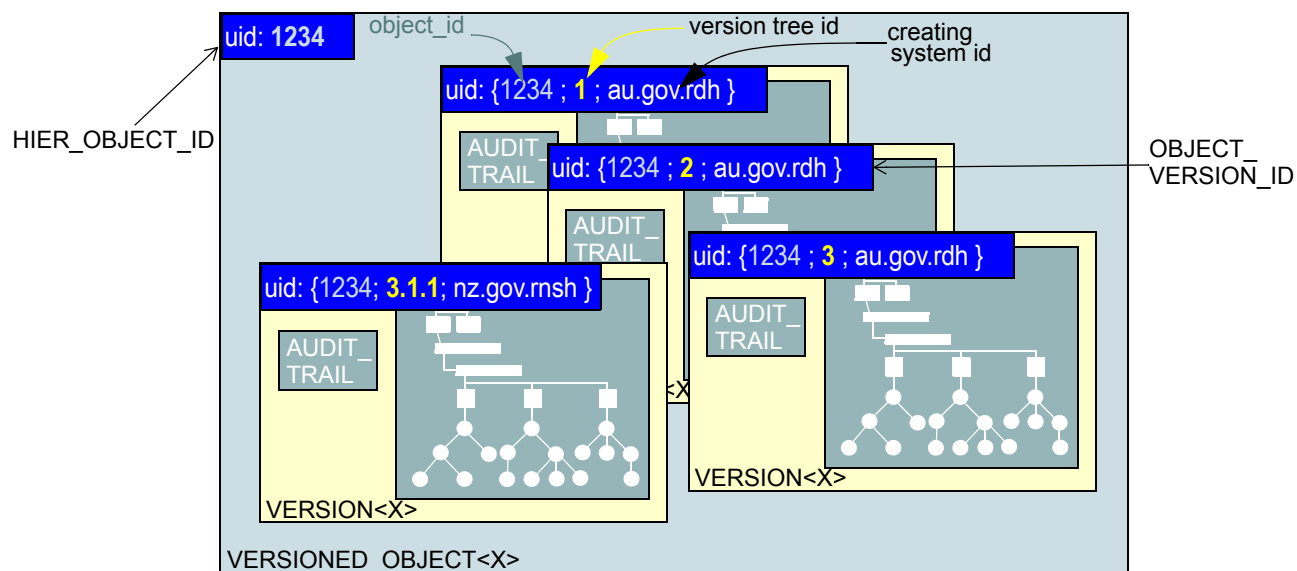 object_id
version tree id
creating
system id
uid: 1234
uid: {1234 ; 1 ; au.gov.rdh }
HIER_OBJECT_ID
AUDIT_
TRAIL
uid: {1234 ; 2 ; au.gov.rdh }
OBJECT_
VERSION_ID
AUDIT_
TRAIL
uid: {1234 ; 3 ; au.gov.rdh }
uid: {1234; 3.1.1; nz.gov.rnsh }
AUDIT_
TRAIL
AUDIT_
TRAIL
<X
VERSION<X>
VERSION<X>
VERSIONED_OBJECT<X>